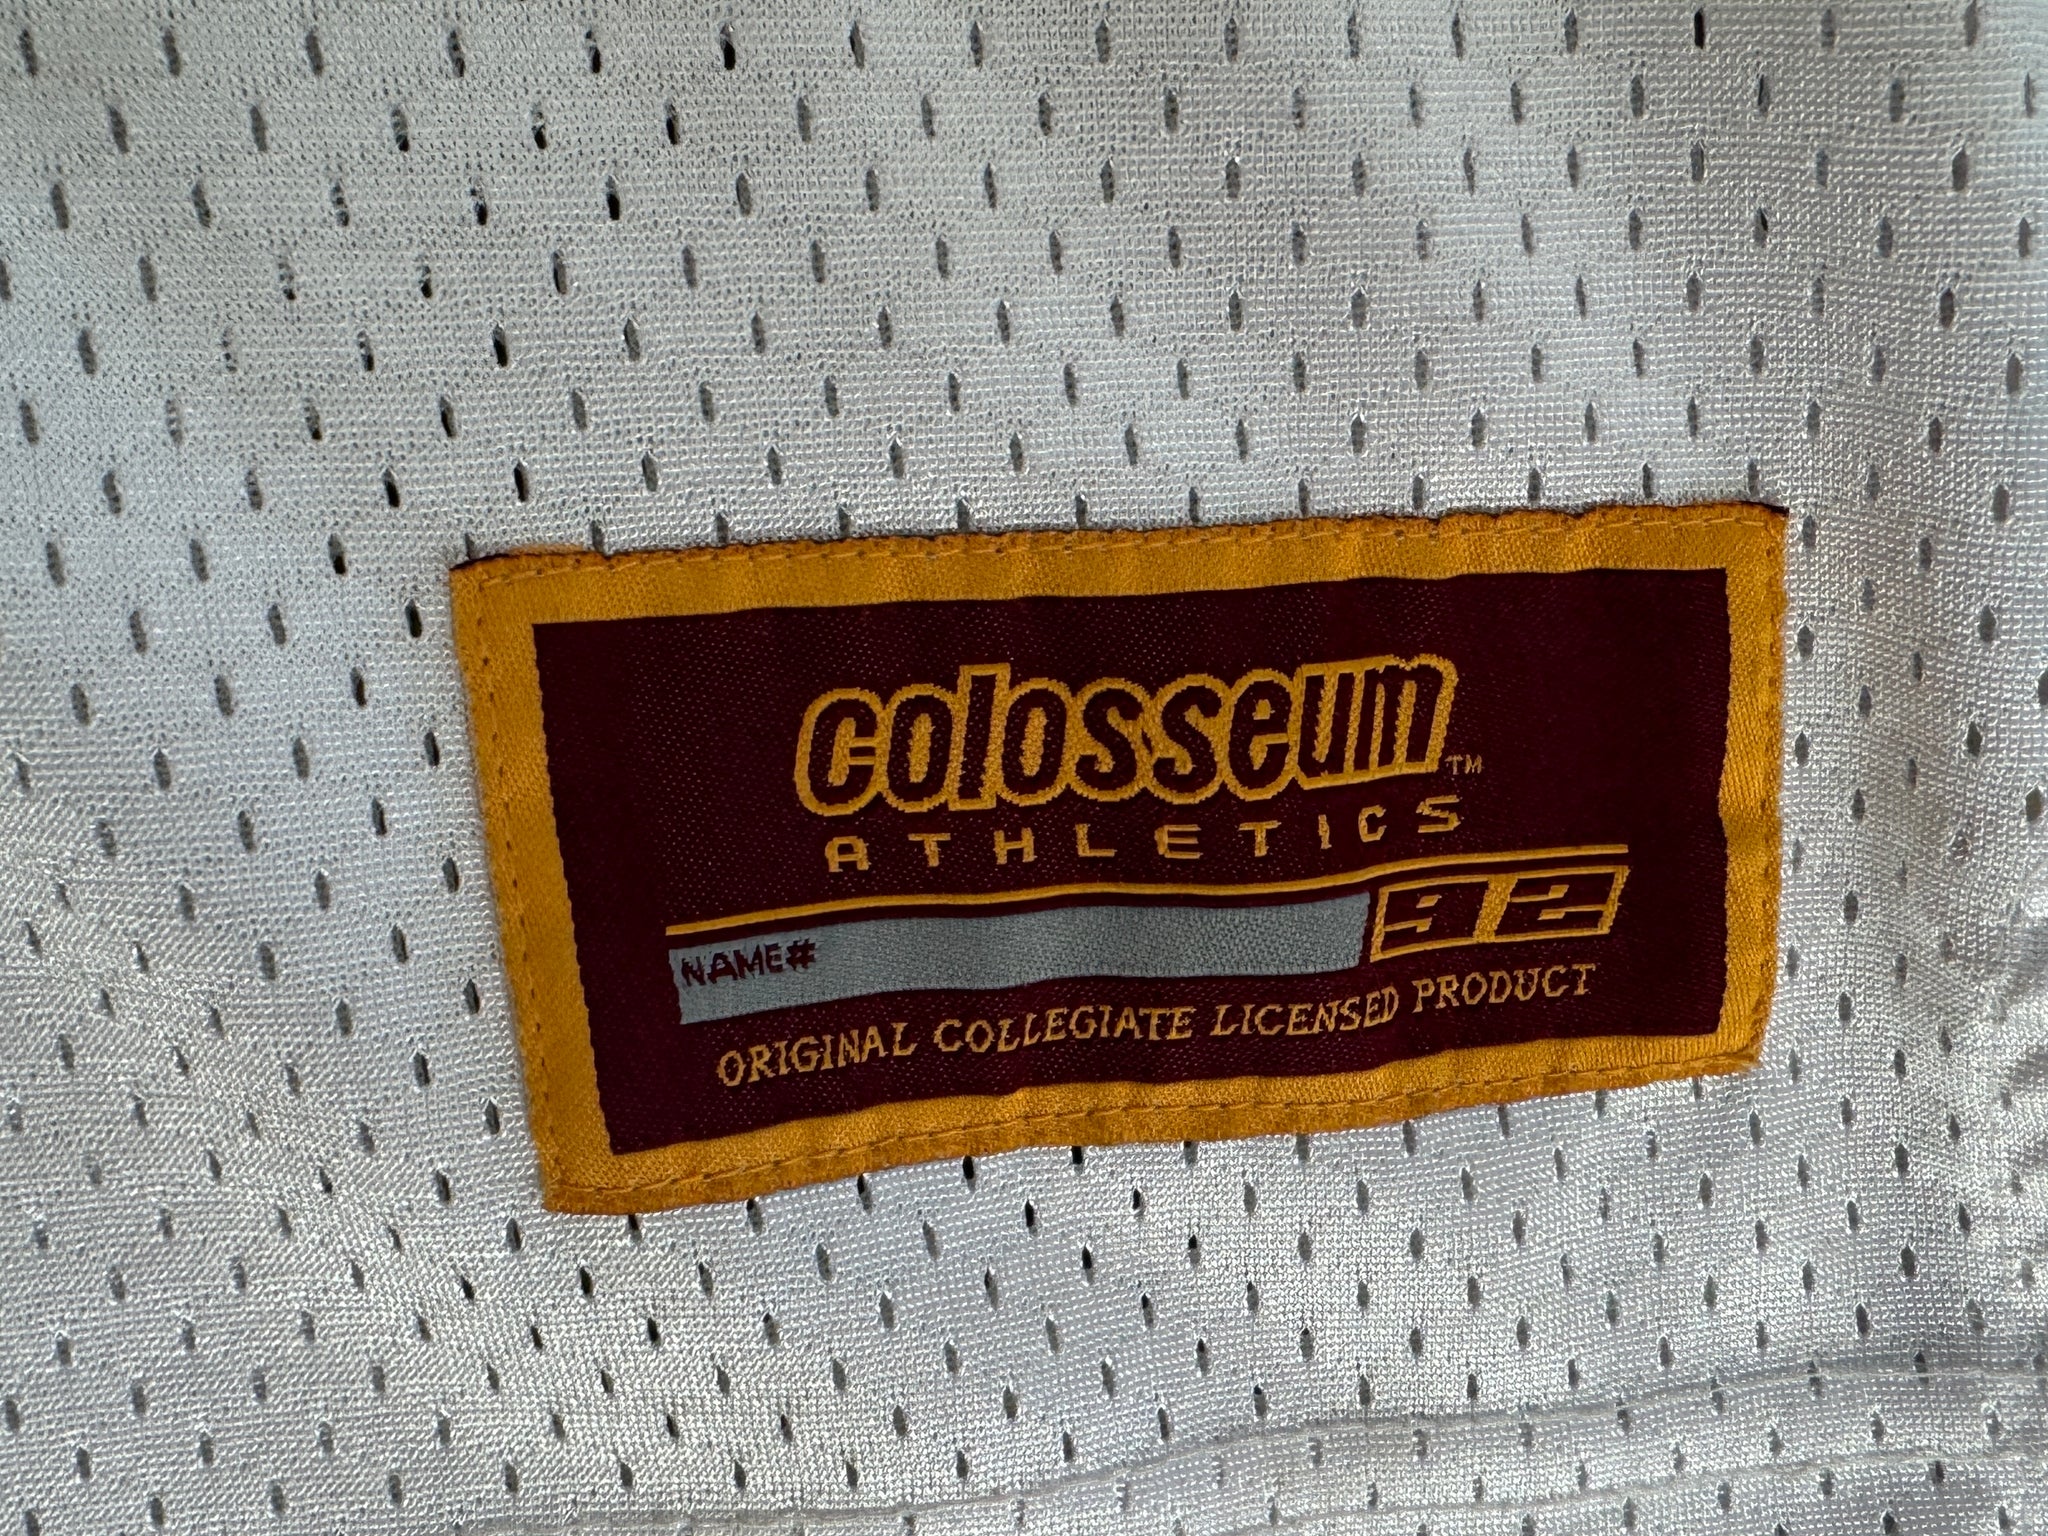 colosseum™
ATHLETICS
NAME# 92
ORIGINAL COLLEGIATE LICENSED PRODUCT